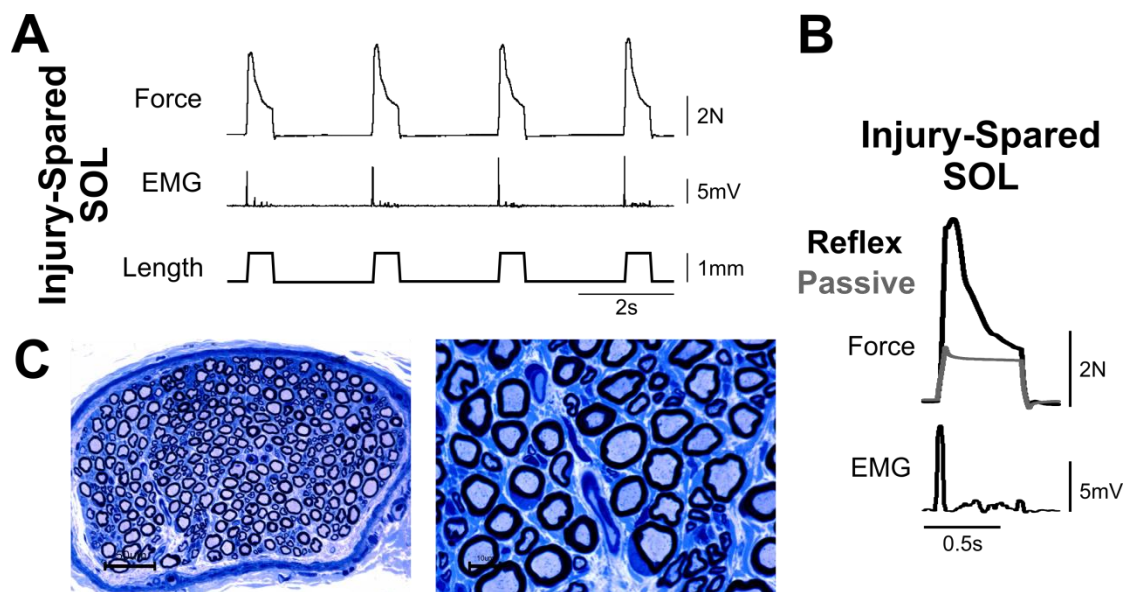 A
Injury-Spared
SOL
Force
2N
EMG
5mV
Length
1mm
2s
B
Injury-Spared
SOL
Reflex
Passive
Force
2N
EMG
5mV
0.5s
C